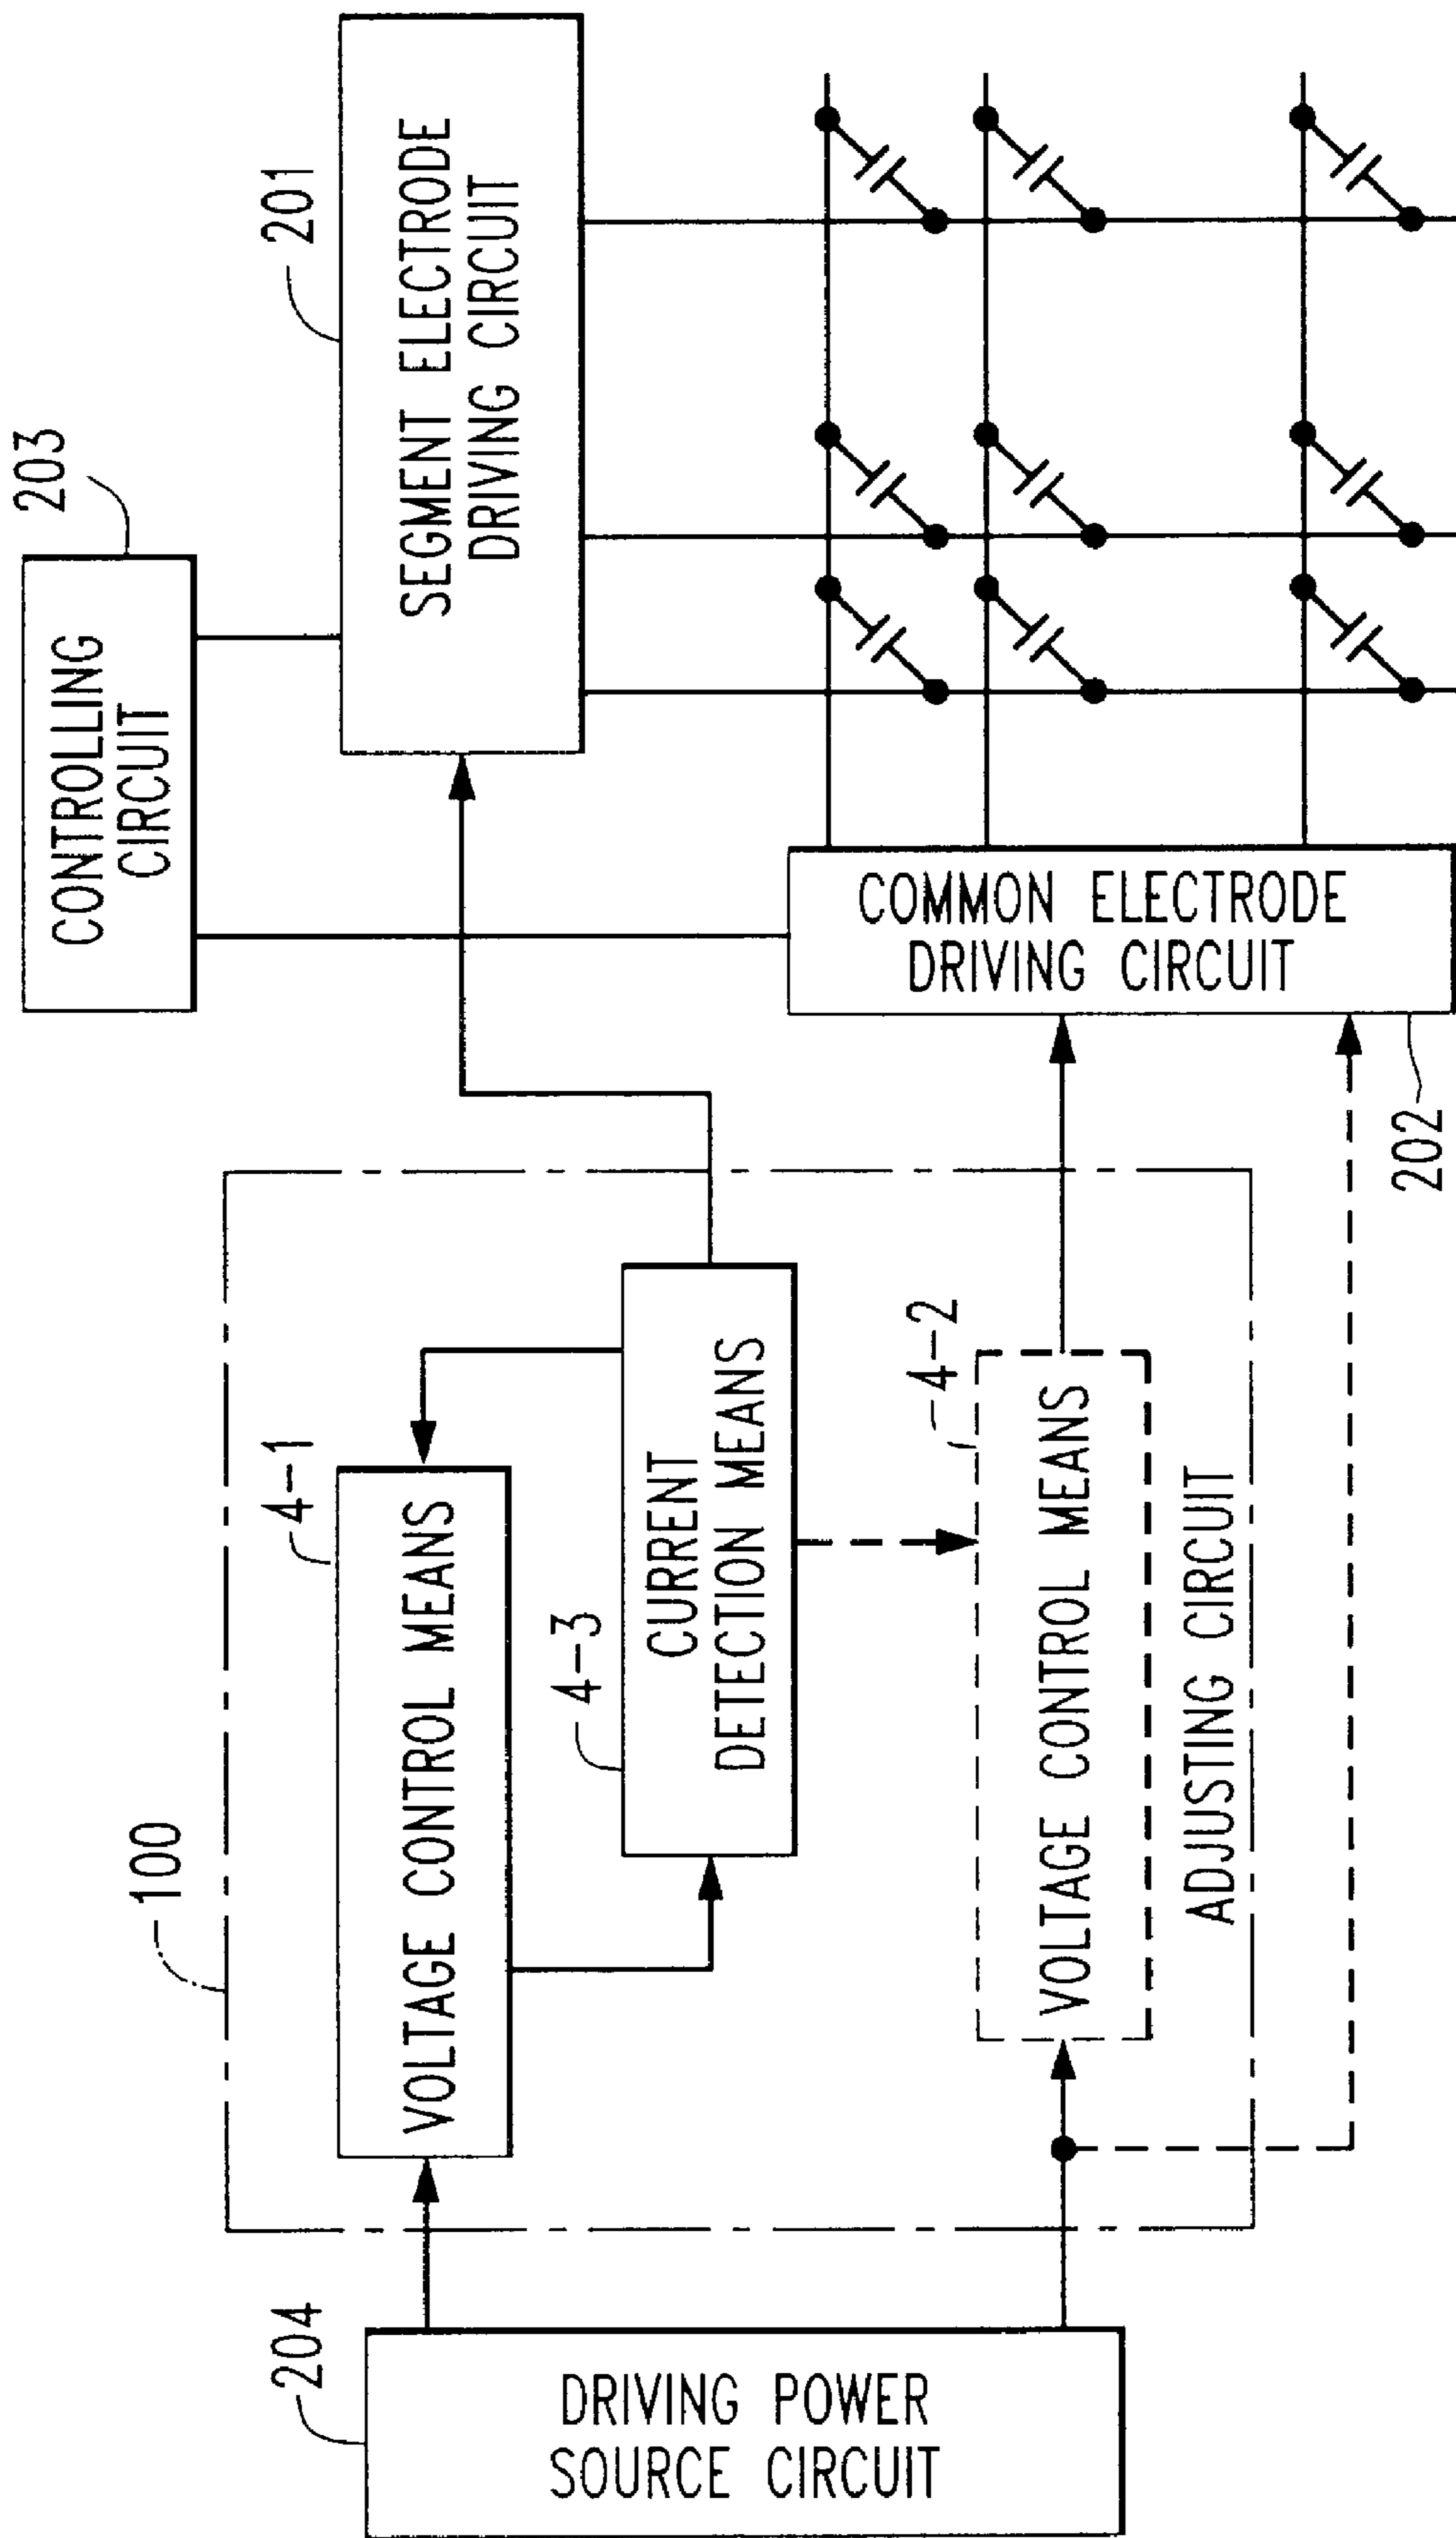 203
CONTROLLING
CIRCUIT
201
SEGMENT ELECTRODE
DRIVING CIRCUIT
COMMON ELECTRODE
DRIVING CIRCUIT
202
100
4-1
VOLTAGE CONTROL MEANS
4-3
CURRENT
DETECTION MEANS
4-2
VOLTAGE CONTROL MEANS
ADJUSTING CIRCUIT
204
DRIVING POWER
SOURCE CIRCUIT